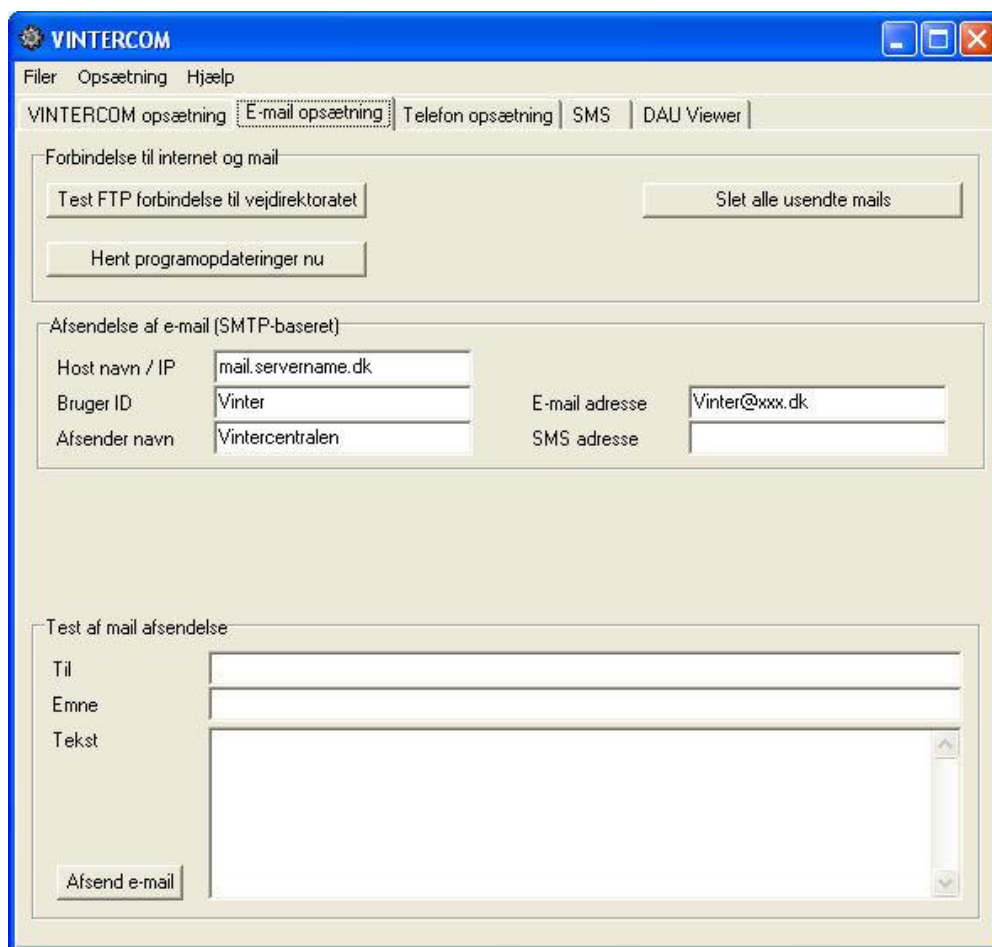 VINTERCOM
Filer Opsætning Hjælp
VINTERCOM opsætning E-mail opsætning Telefon opsætning SMS DAU Viewer
Forbindelse til internet og mail
Test FTP forbindelse til vejdirektoratet Slet alle usendte mails
Hent programopdateringer nu
Afsendelse af e-mail (SMTP-baseret)
Host navn / IP mail.servername.dk
Bruger ID Vinter E-mail adresse Vinter@xxx.dk
Afsender navn Vintercentralen SMS adresse
Test af mail afsendelse
Til
Emne
Tekst
Afsend e-mail